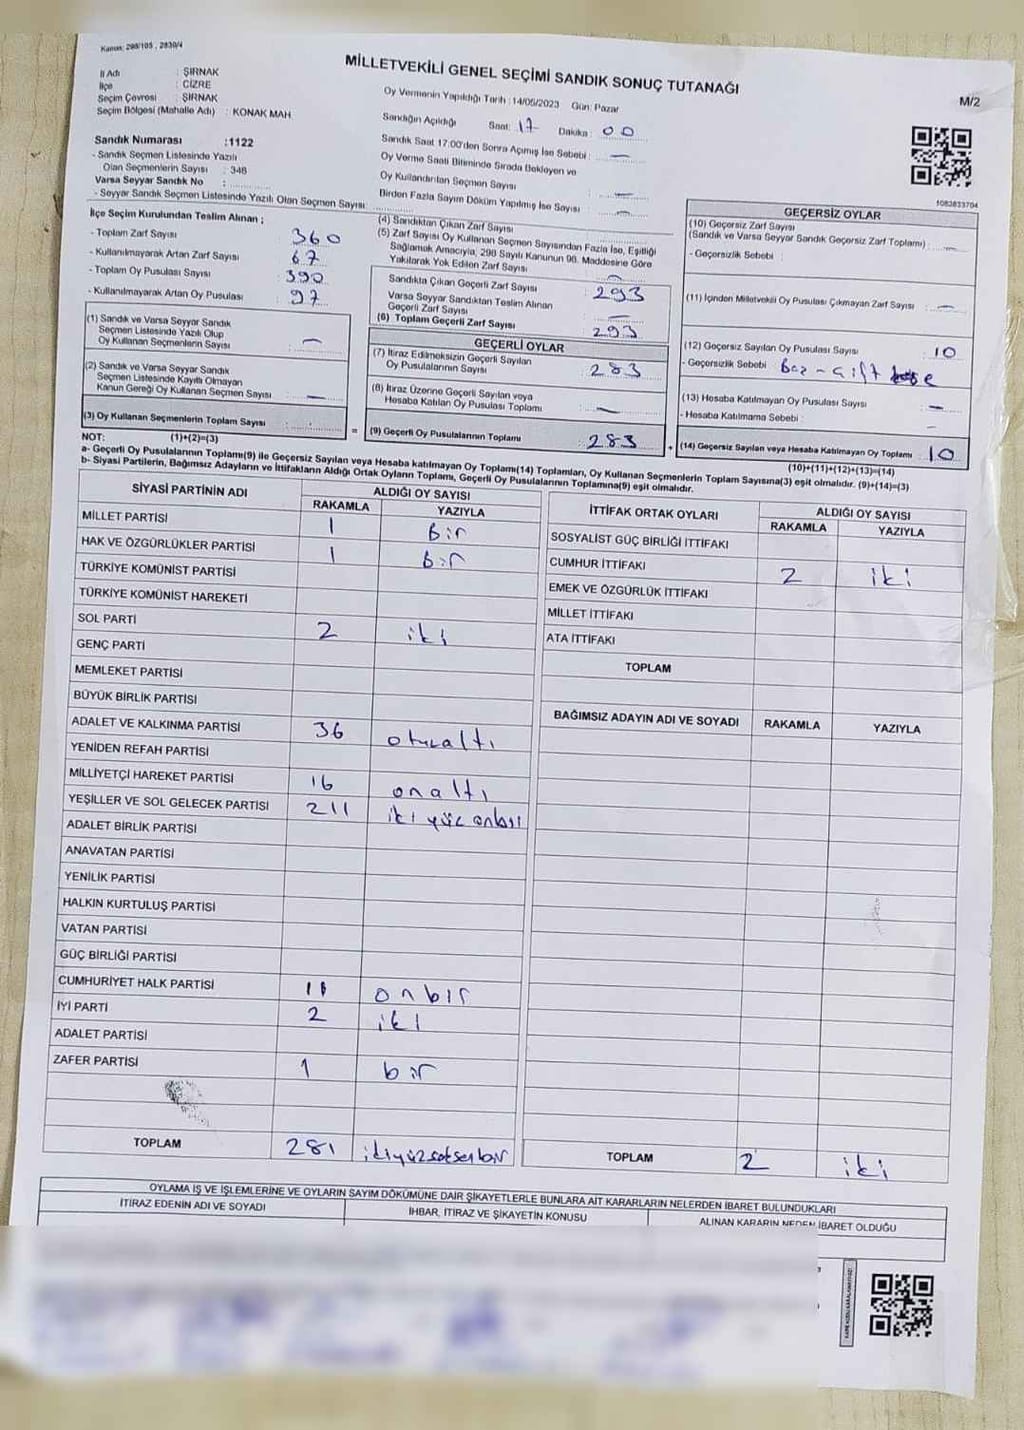 Kanun: 298/105 , 2839/4
MİLLETVEKİLİ GENEL SEÇİMİ SANDIK SONUÇ TUTANAĞI
M/2
İl Adı : ŞIRNAK
İlçe : CİZRE
Seçim Çevresi : ŞIRNAK
Seçim Bölgesi (Mahalle Adı) : KONAK MAH
Sandık Numarası :1122
- Sandık Seçmen Listesinde Yazılı
Olan Seçmenlerin Sayısı : 348
Varsa Seyyar Sandık No :
- Seyyar Sandık Seçmen Listesinde Yazılı Olan Seçmen Sayısı:
Oy Vermenin Yapıldığı Tarih :14/05/2023 Gün: Pazar
Sandığın Açıldığı Saat: 17 Dakika : 00
Sandık Saat 17:00'den Sonra Açımış İse Sebebi : —
Oy Verme Saati Bitiminde Sırada Bekleyen ve
Oy Kullandırılan Seçmen Sayısı : —
Birden Fazla Sayım Döküm Yapılmış İse Sayısı : —
1082833704
İlçe Seçim Kurulundan Teslim Alınan ;
- Toplam Zarf Sayısı 360
- Kullanılmayarak Artan Zarf Sayısı 67
- Toplam Oy Pusulası Sayısı 390
- Kullanılmayarak Artan Oy Pusulası 97
(1) Sandık ve Varsa Seyyar Sandık
Seçmen Listesinde Yazılı Olup
Oy Kullanan Seçmenlerin Sayısı : —
(2) Sandık ve Varsa Seyyar Sandık
Seçmen Listesinde Kayıtlı Olmayan
Kanun Gereği Oy Kullanan Seçmen Sayısı : —
(3) Oy Kullanan Seçmenlerin Toplam Sayısı :
(4) Sandıktan Çıkan Zarf Sayısı
(5) Zarf Sayısı Oy Kullanan Seçmen Sayısından Fazla İse, Eşitliği
Sağlamak Amacıyla, 298 Sayılı Kanunun 98. Maddesine Göre
Yakılarak Yok Edilen Zarf Sayısı —
Sandıkta Çıkan Geçerli Zarf Sayısı : 293
Varsa Seyyar Sandıktan Teslim Alınan
Geçerli Zarf Sayısı : —
(6) Toplam Geçerli Zarf Sayısı 293
GEÇERLİ OYLAR
(7) İtiraz Edilmeksizin Geçerli Sayılan
Oy Pusulalarının Sayısı : 283
(8) İtiraz Üzerine Geçerli Sayılan veya
Hesaba Katılan Oy Pusulası Toplamı : —
= (9) Geçerli Oy Pusulalarının Toplamı : 283
GEÇERSİZ OYLAR
(10) Geçersiz Zarf Sayısı
(Sandık ve Varsa Seyyar Sandık Geçersiz Zarf Toplamı) : —
- Geçersizlik Sebebi :
(11) İçinden Milletvekili Oy Pusulası Çıkmayan Zarf Sayısı : —
(12) Geçersiz Sayılan Oy Pusulası Sayısı : 10
- Geçersizlik Sebebi
(13) Hesaba Katılmayan Oy Pusulası Sayısı : —
- Hesaba Katılmama Sebebi : —
+ (14) Geçersiz Sayılan veya Hesaba Katılmayan Oy Toplamı : 10
NOT: (1)+(2)=(3)
(10)+(11)+(12)+(13)=(14)
a- Geçerli Oy Pusulalarının Toplamı(9) ile Geçersiz Sayılan veya Hesaba katılmayan Oy Toplam(14) Toplamları, Oy Kullanan Seçmenlerin Toplam Sayısına(3) eşit olmalıdır. (9)+(14)=(3)
b- Siyasi Partilerin, Bağımsız Adayların ve İttifakların Aldığı Ortak Oyların Toplamı, Geçerli Oy Pusulalarının Toplamına(9) eşit olmalıdır.
SİYASİ PARTİNİN ADI ALDIĞI OY SAYISI
RAKAMLA YAZIYLA
MİLLET PARTİSİ 1 bir
HAK VE ÖZGÜRLÜKLER PARTİSİ 1 bir
TÜRKİYE KOMÜNİST PARTİSİ
TÜRKİYE KOMÜNİST HAREKETİ
SOL PARTİ 2 iki
GENÇ PARTİ
MEMLEKET PARTİSİ
BÜYÜK BİRLİK PARTİSİ
ADALET VE KALKINMA PARTİSİ 36 otuzaltı
YENİDEN REFAH PARTİSİ
MİLLİYETÇİ HAREKET PARTİSİ 16 onaltı
YEŞİLLER VE SOL GELECEK PARTİSİ 211 iki yüz onbir
ADALET BİRLİK PARTİSİ
ANAVATAN PARTİSİ
YENİLİK PARTİSİ
HALKIN KURTULUŞ PARTİSİ
VATAN PARTİSİ
GÜÇ BİRLİĞİ PARTİSİ
CUMHURİYET HALK PARTİSİ 11 onbir
İYİ PARTİ 2 iki
ADALET PARTİSİ
ZAFER PARTİSİ 1 bir
TOPLAM 281 ikiyüzseksenbir
İTTİFAK ORTAK OYLARI ALDIĞI OY SAYISI
RAKAMLA YAZIYLA
SOSYALİST GÜÇ BİRLİĞİ İTTİFAKI
CUMHUR İTTİFAKI 2 iki
EMEK VE ÖZGÜRLÜK İTTİFAKI
MİLLET İTTİFAKI
ATA İTTİFAKI
TOPLAM
BAĞIMSIZ ADAYIN ADI VE SOYADI RAKAMLA YAZIYLA
TOPLAM 2 iki
OYLAMA İŞ VE İŞLEMLERİNE VE OYLARIN SAYIM DÖKÜMÜNE DAİR ŞİKAYETLERLE BUNLARA AİT KARARLARIN NELERDEN İBARET BULUNDUKLARI
İTİRAZ EDENİN ADI VE SOYADI İHBAR, İTİRAZ VE ŞİKAYETİN KONUSU ALINAN KARARIN NEDEN İBARET OLDUĞU